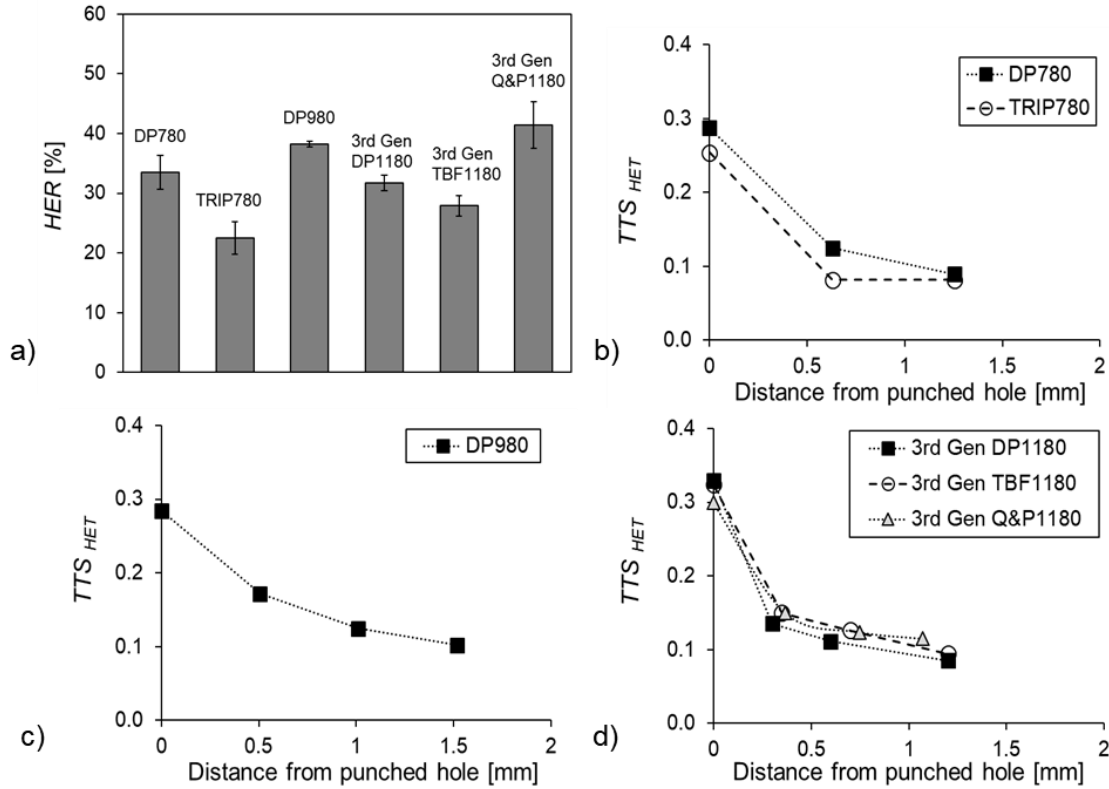 a)
60
50
40
30
20
10
0
HER [%]
DP780
TRIP780
DP980
3rd Gen
DP1180
3rd Gen
TBF1180
3rd Gen
Q&P1180
b)
0.4
0.3
0.2
0.1
0.0
TTS HET
DP780
TRIP780
0 0.5 1 1.5 2
Distance from punched hole [mm]
c)
0.4
0.3
0.2
0.1
0.0
TTS HET
DP980
0 0.5 1 1.5 2
Distance from punched hole [mm]
d)
0.4
0.3
0.2
0.1
0.0
TTS HET
3rd Gen DP1180
3rd Gen TBF1180
3rd Gen Q&P1180
0 0.5 1 1.5 2
Distance from punched hole [mm]